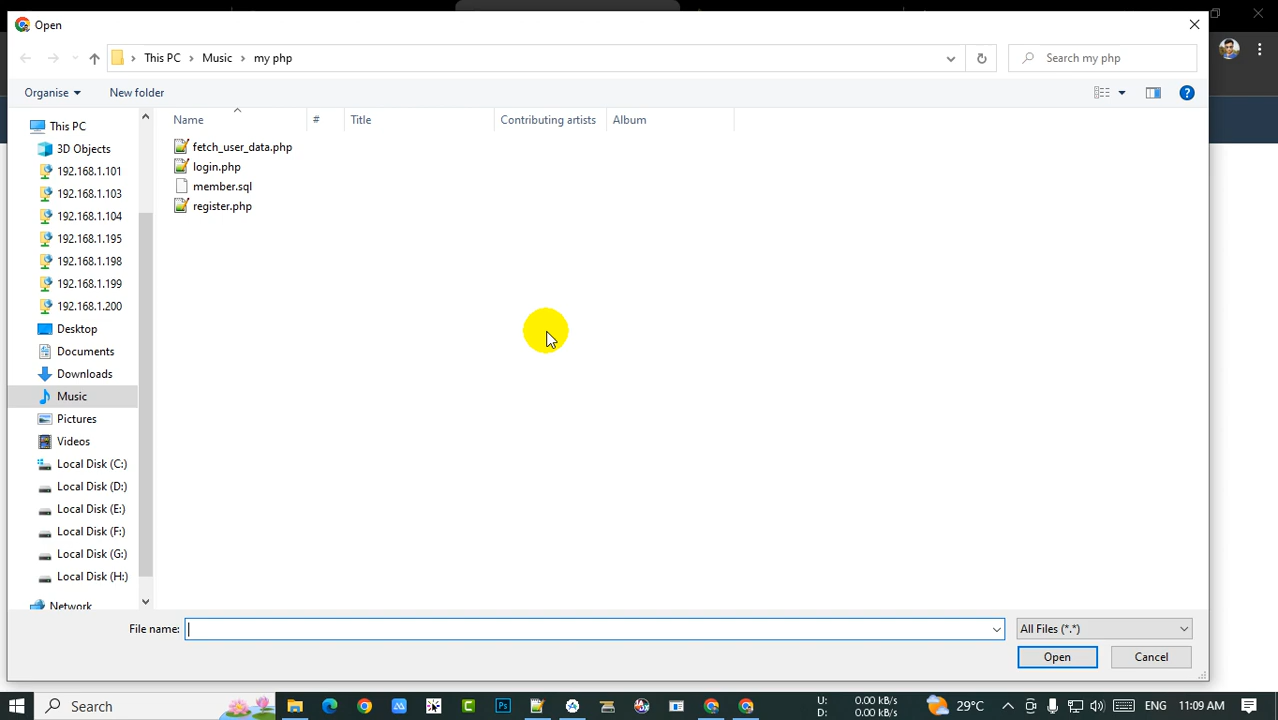 Open
This PC > Music > my php
Search my php
Organise
New folder
Name
#
Title
Contributing artists
Album
This PC
3D Objects
192.168.1.101
192.168.1.103
192.168.1.104
192.168.1.195
192.168.1.198
192.168.1.199
192.168.1.200
Desktop
Documents
Downloads
Music
Pictures
Videos
Local Disk (C:)
Local Disk (D:)
Local Disk (E:)
Local Disk (F:)
Local Disk (G:)
Local Disk (H:)
Network
fetch_user_data.php
login.php
member.sql
register.php
File name:
All Files (*.*)
Open
Cancel
Search
U: 0.00 kB/s
D: 0.00 kB/s
29°C
ENG
11:09 AM